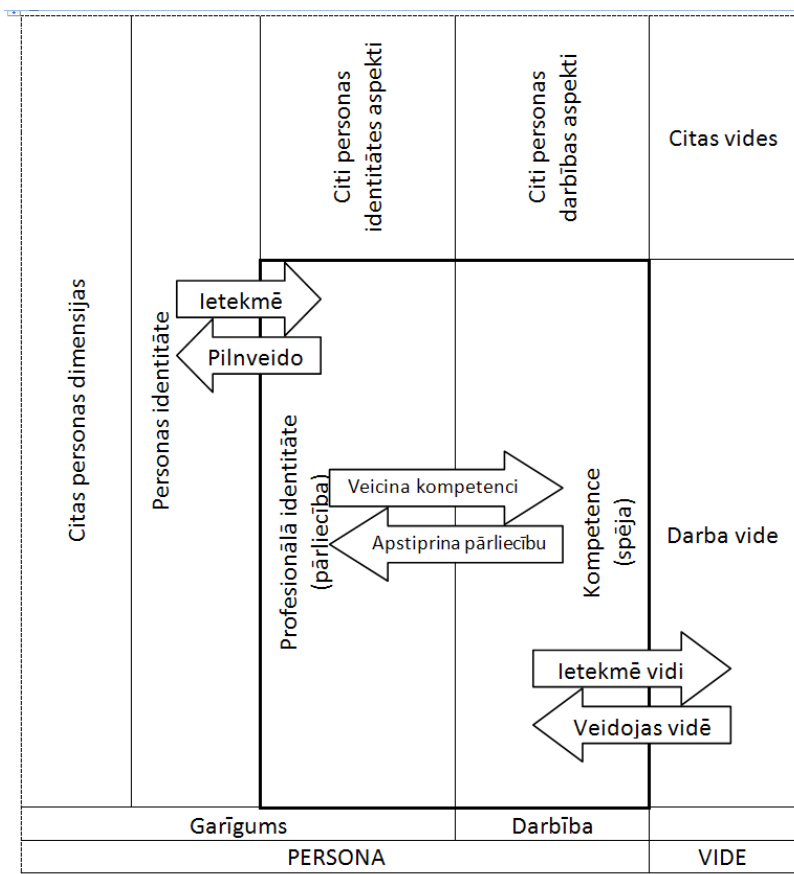 Citas personas dimensijas
Personas identitāte
Citi personas
identitātes aspekti
Citi personas
darbības aspekti
Citas vides
Ietekmē
Pilnveido
Profesionālā identitāte
(pārliecība)
Veicina kompetenci
Apstiprina pārliecību
Kompetence
(spēja)
Darba vide
Ietekmē vidi
Veidojas vidē
Garīgums
Darbība
PERSONA
VIDE